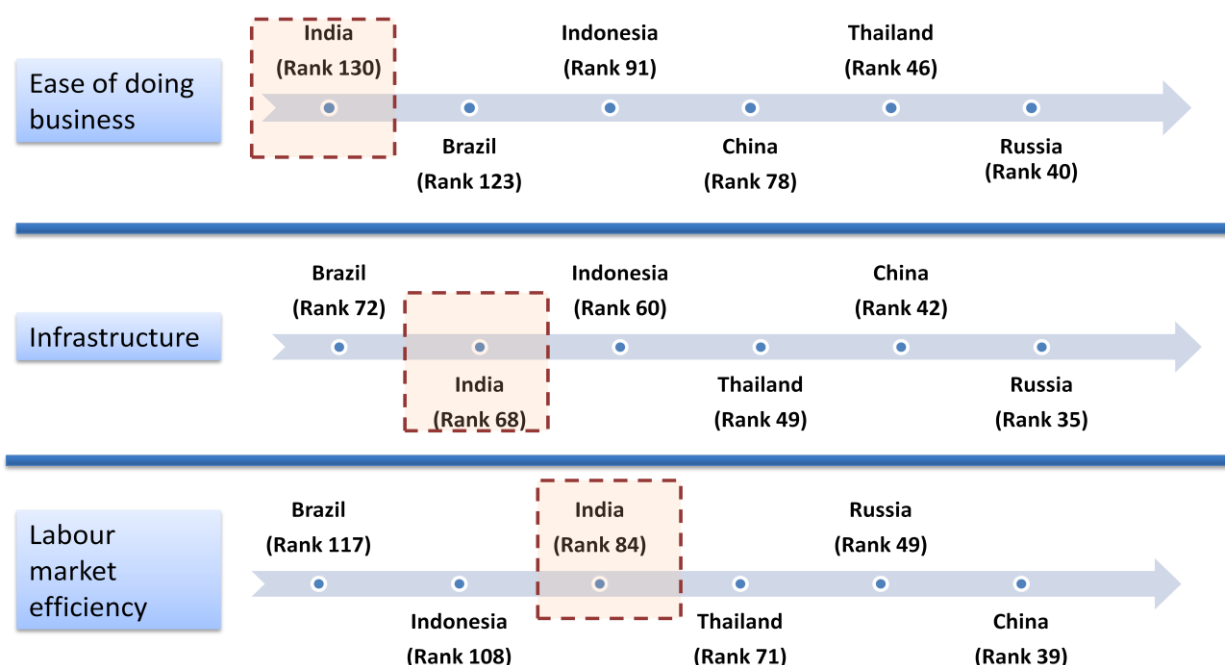 Ease of doing
business
India
(Rank 130)
Brazil
(Rank 123)
Indonesia
(Rank 91)
China
(Rank 78)
Thailand
(Rank 46)
Russia
(Rank 40)
Infrastructure
Brazil
(Rank 72)
India
(Rank 68)
Indonesia
(Rank 60)
Thailand
(Rank 49)
China
(Rank 42)
Russia
(Rank 35)
Labour
market
efficiency
Brazil
(Rank 117)
Indonesia
(Rank 108)
India
(Rank 84)
Thailand
(Rank 71)
Russia
(Rank 49)
China
(Rank 39)